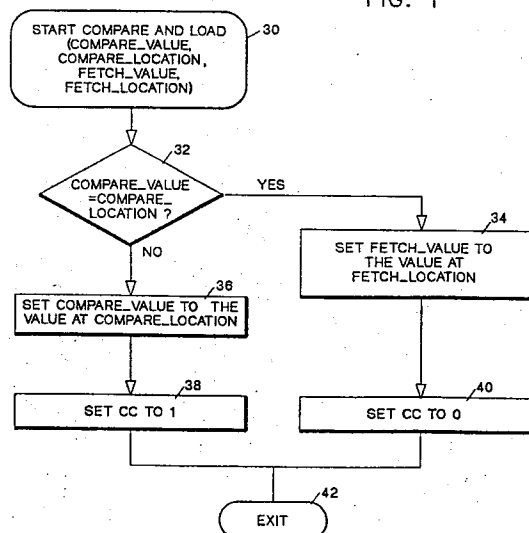 FIG. 1
START COMPARE AND LOAD
(COMPARE_VALUE,
COMPARE_LOCATION,
FETCH_VALUE,
FETCH_LOCATION)
30
32
COMPARE_VALUE
=COMPARE_
LOCATION ?
YES
NO
34
SET FETCH_VALUE TO
THE VALUE AT
FETCH_LOCATION
36
SET COMPARE_VALUE TO THE
VALUE AT COMPARE_LOCATION
38
SET CC TO 1
40
SET CC TO 0
42
EXIT